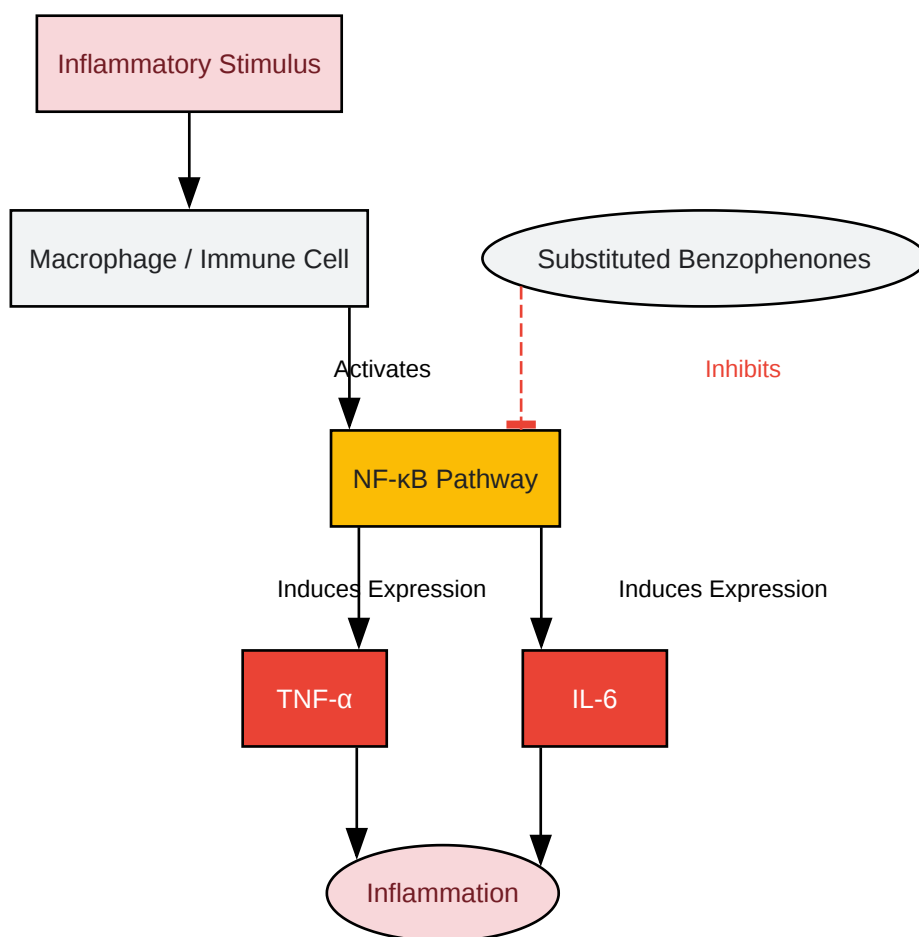 Inflammatory Stimulus
Macrophage / Immune Cell
Substituted Benzophenones
Activates
Inhibits
NF-κB Pathway
Induces Expression
Induces Expression
TNF-α
IL-6
Inflammation